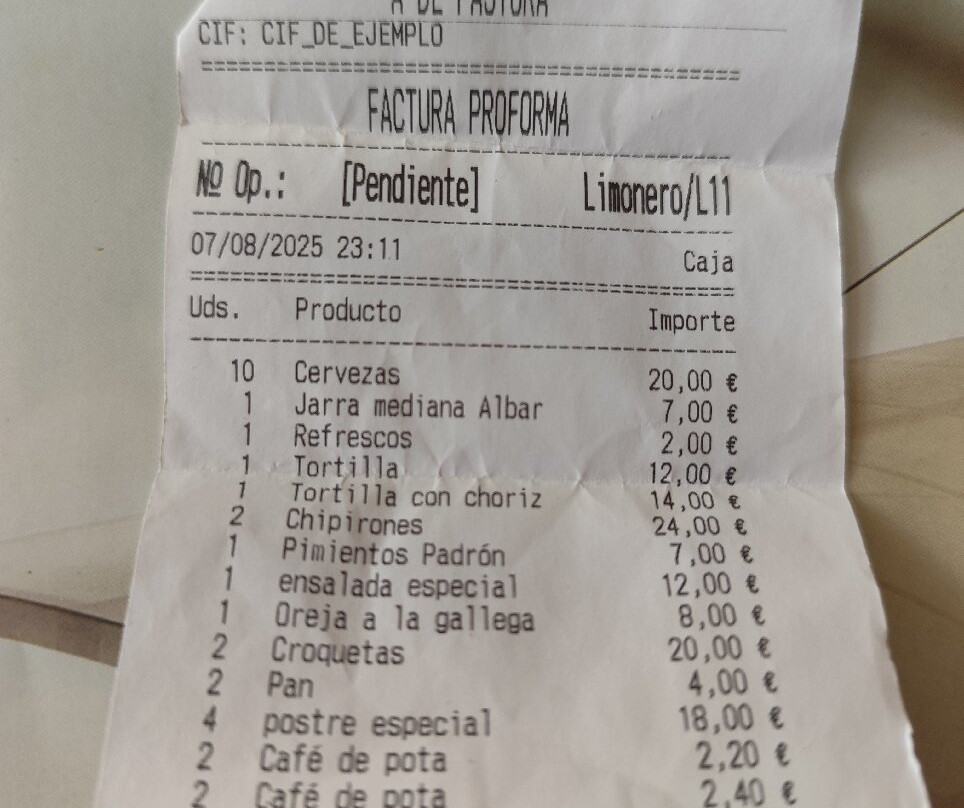 A DE FACTURA
CIF: CIF_DE_EJEMPLO
FACTURA PROFORMA
Nº Op.: [Pendiente] Limonero/L11
07/08/2025 23:11 Caja
Uds. Producto Importe
10 Cervezas 20,00 €
1 Jarra mediana Albar 7,00 €
1 Refrescos 2,00 €
1 Tortilla 12,00 €
1 Tortilla con choriz 14,00 €
2 Chipirones 24,00 €
1 Pimientos Padrón 7,00 €
1 ensalada especial 12,00 €
1 Oreja a la gallega 8,00 €
2 Croquetas 20,00 €
2 Pan 4,00 €
4 postre especial 18,00 €
2 Café de pota 2,20 €
2 Café de pota 2,40 €